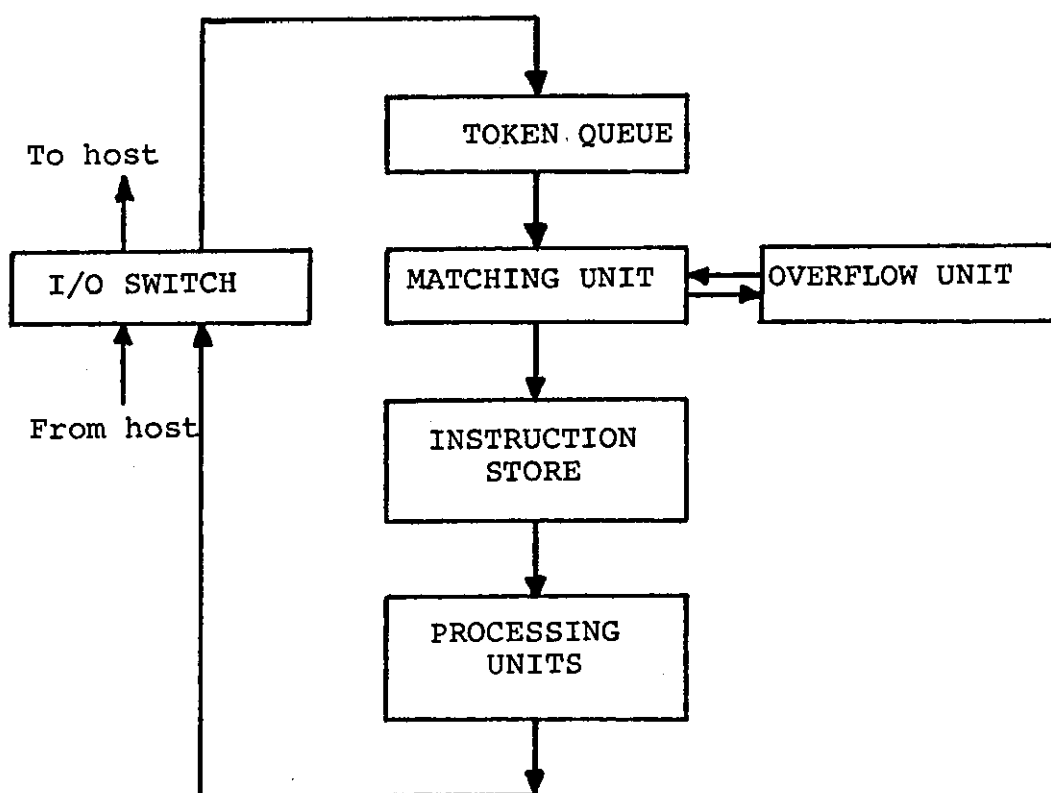 TOKEN QUEUE
To host
I/O SWITCH
MATCHING UNIT
OVERFLOW UNIT
From host
INSTRUCTION
STORE
PROCESSING
UNITS